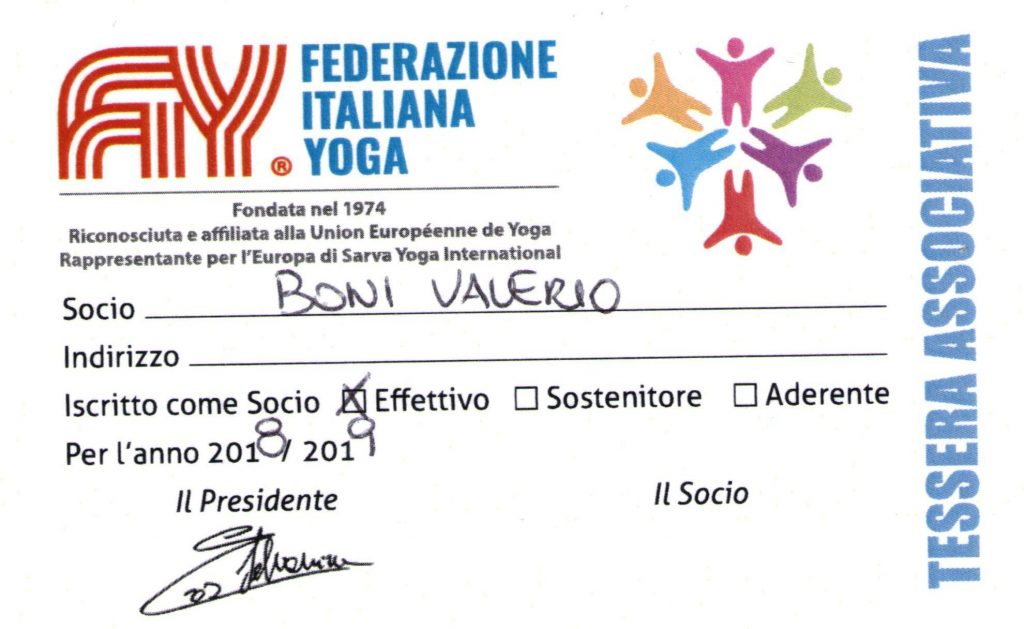 FIY® FEDERAZIONE
ITALIANA
YOGA
Fondata nel 1974
Riconosciuta e affiliata alla Union Européenne de Yoga
Rappresentante per l'Europa di Sarva Yoga International
Socio BONI VALERIO
Indirizzo
Iscritto come Socio ☒ Effettivo ☐ Sostenitore ☐ Aderente
Per l'anno 2018/ 2019
Il Presidente Il Socio
TESSERA ASSOCIATIVA